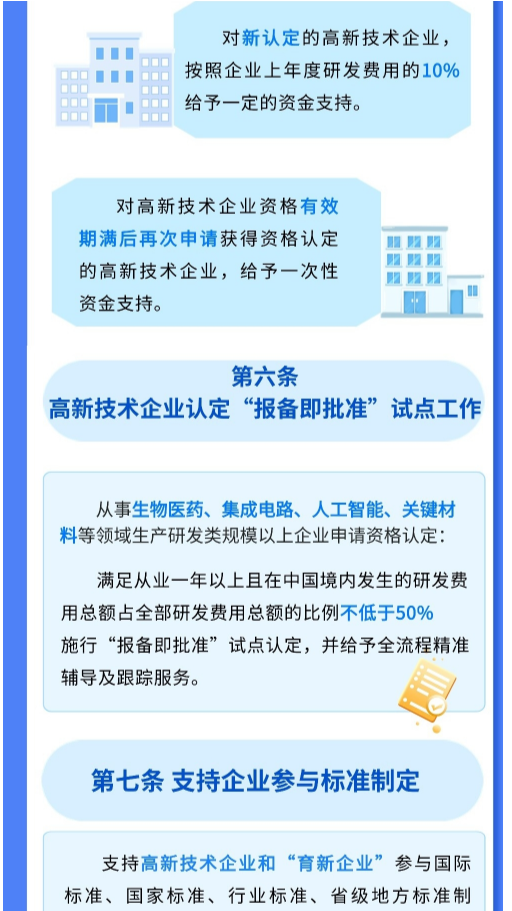 对新认定的高新技术企业，
按照企业上年度研发费用的10%
给予一定的资金支持。
对高新技术企业资格有效
期满后再次申请获得资格认定
的高新技术企业，给予一次性
资金支持。
第六条
高新技术企业认定“报备即批准”试点工作
从事生物医药、集成电路、人工智能、关键材
料等领域生产研发类规模以上企业申请资格认定：
满足从业一年以上且在中国境内发生的研发费
用总额占全部研发费用总额的比例不低于50%
施行“报备即批准”试点认定，并给予全流程精准
辅导及跟踪服务。
第七条 支持企业参与标准制定
支持高新技术企业和“育新企业”参与国际
标准、国家标准、行业标准、省级地方标准制